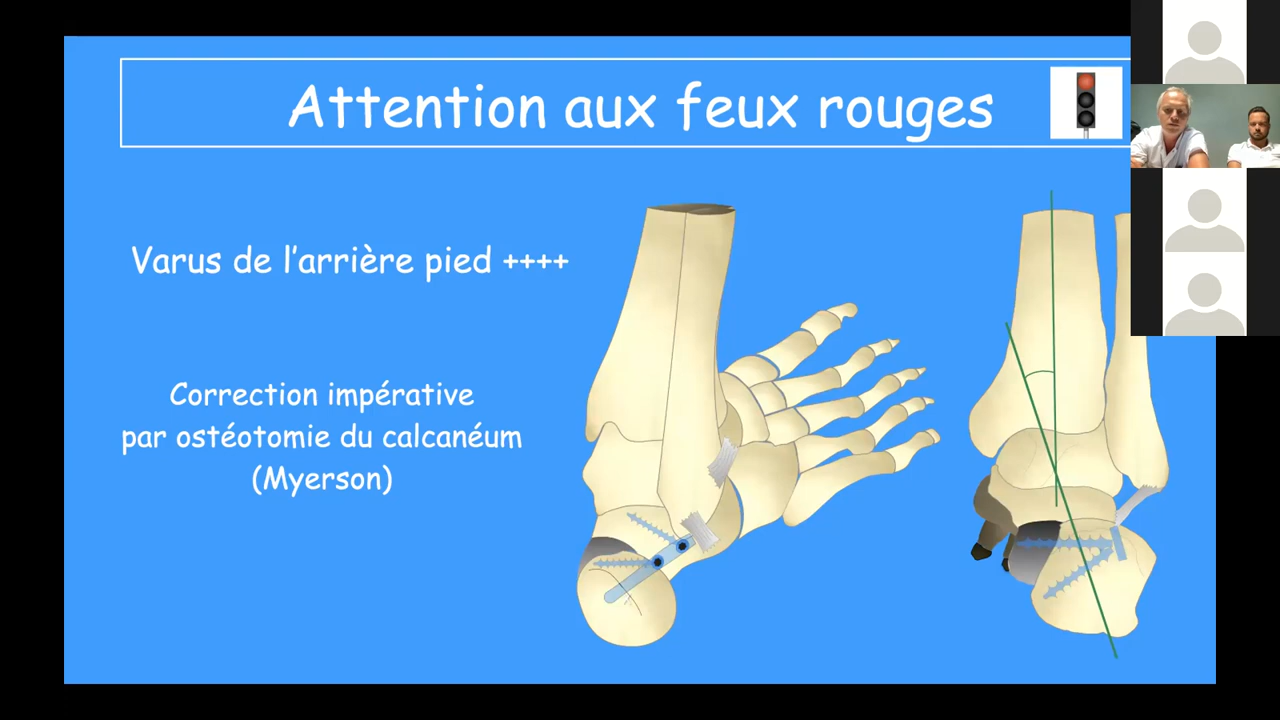 Attention aux feux rouges
Varus de l'arrière pied ++++
Correction impérative
par ostéotomie du calcanéum
(Myerson)